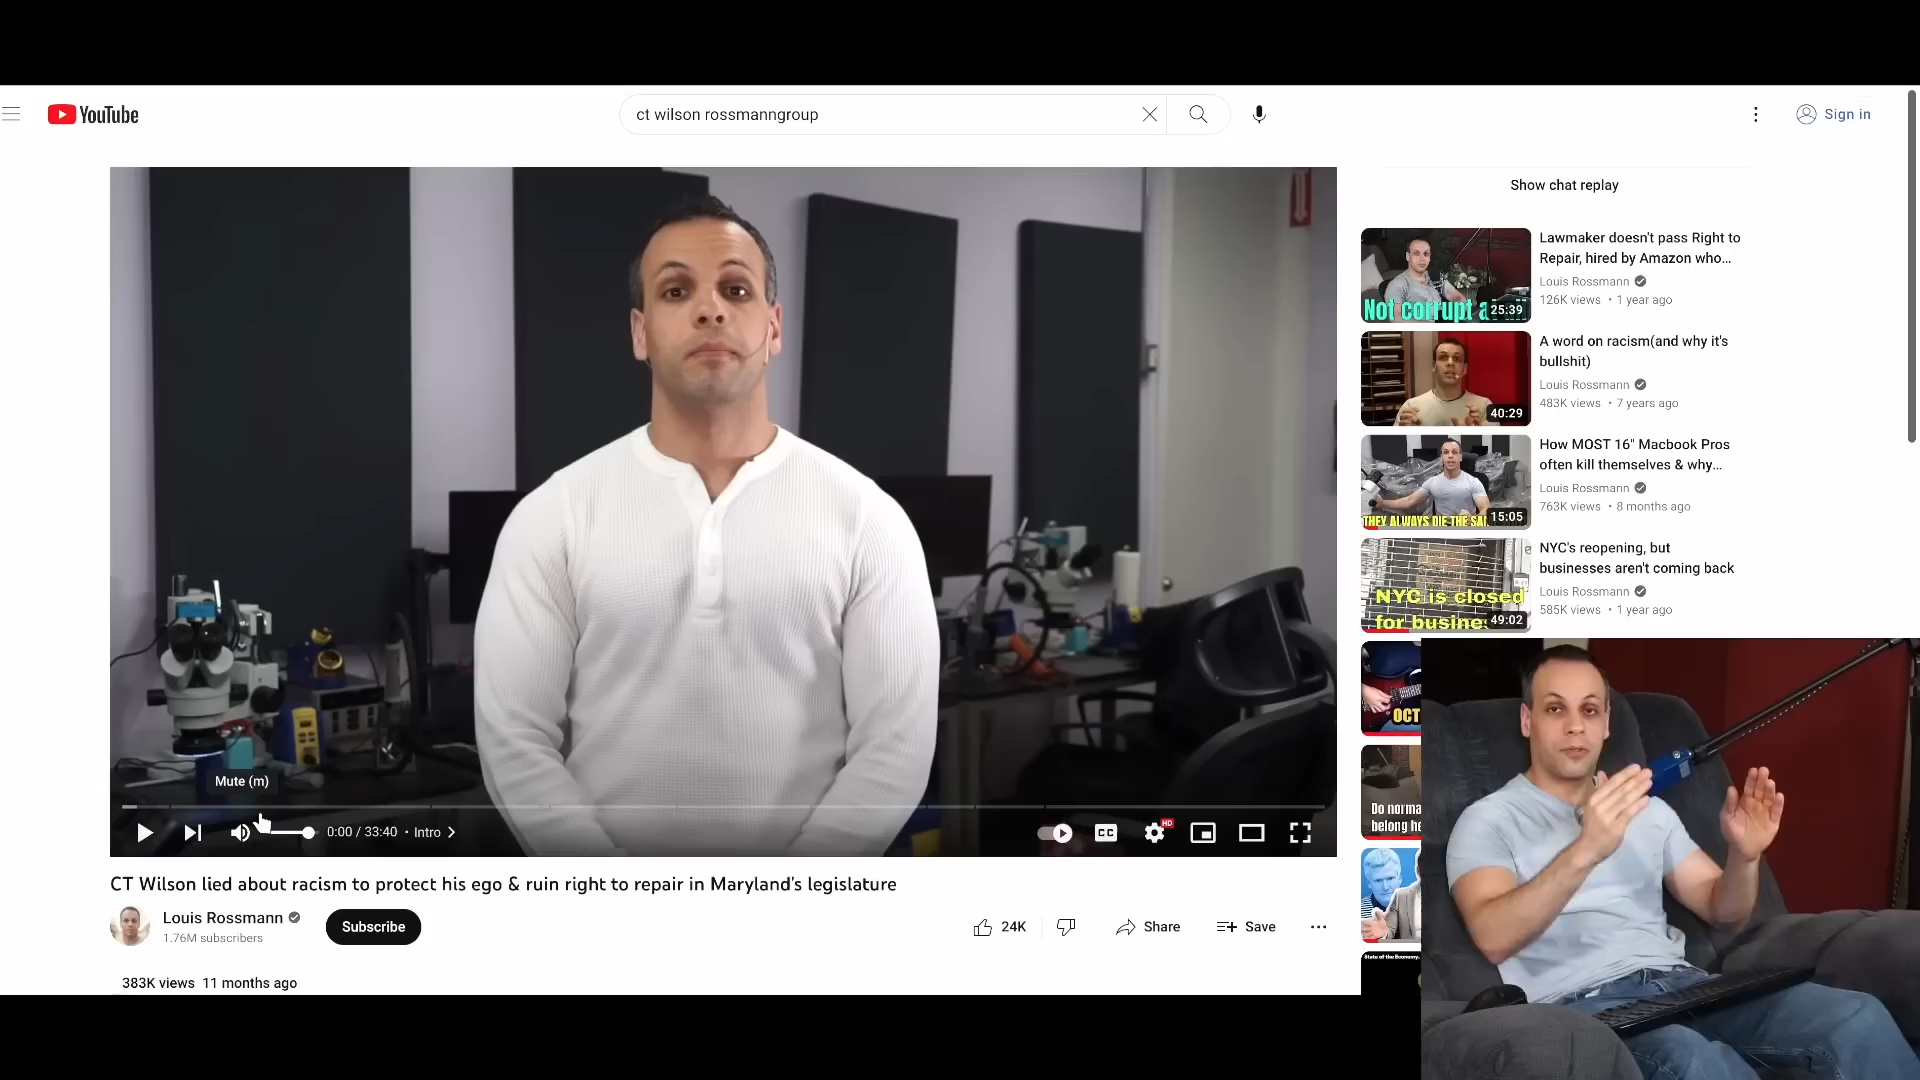 YouTube
ct wilson rossmanngroup
Sign in
Show chat replay
Lawmaker doesn't pass Right to
Repair, hired by Amazon who...
Louis Rossmann
126K views • 1 year ago
Not corrupt a
25:39
A word on racism(and why it's
bullshit)
Louis Rossmann
483K views • 7 years ago
40:29
How MOST 16" Macbook Pros
often kill themselves & why...
Louis Rossmann
763K views • 8 months ago
THEY ALWAYS DIE THE SA
15:05
NYC's reopening, but
businesses aren't coming back
Louis Rossmann
585K views • 1 year ago
NYC is closed
for busine
49:02
OCT
Do norma
belong he
State of the Economy.
Mute (m)
0:00 / 33:40 • Intro
CC
HD
CT Wilson lied about racism to protect his ego & ruin right to repair in Maryland's legislature
Louis Rossmann
1.76M subscribers
Subscribe
24K
Share
Save
383K views 11 months ago